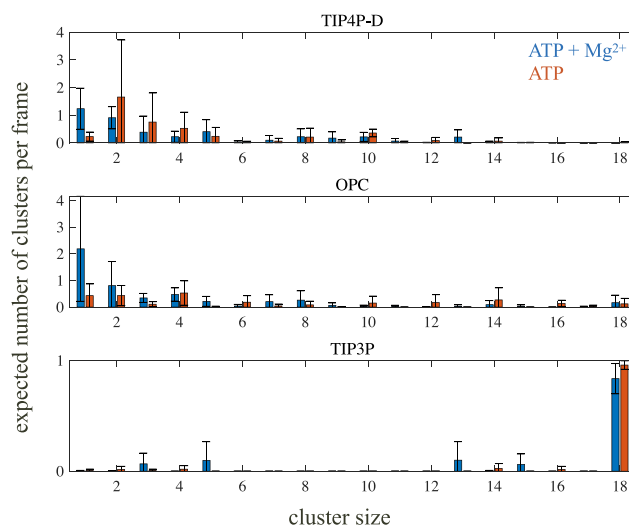 TIP4P-D
ATP + Mg²⁺
ATP
4
3
2
1
0
2 4 6 8 10 12 14 16 18
OPC
4
3
2
1
0
2 4 6 8 10 12 14 16 18
TIP3P
1
0
2 4 6 8 10 12 14 16 18
expected number of clusters per frame
cluster size